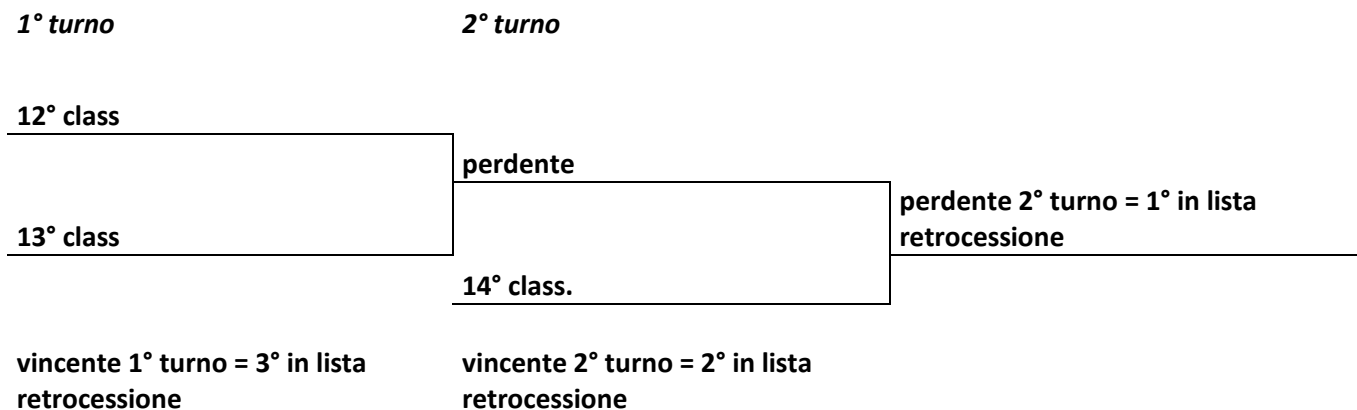 1° turno
2° turno
12° class
perdente
perdente 2° turno = 1° in lista
retrocessione
13° class
14° class.
vincente 1° turno = 3° in lista
retrocessione
vincente 2° turno = 2° in lista
retrocessione